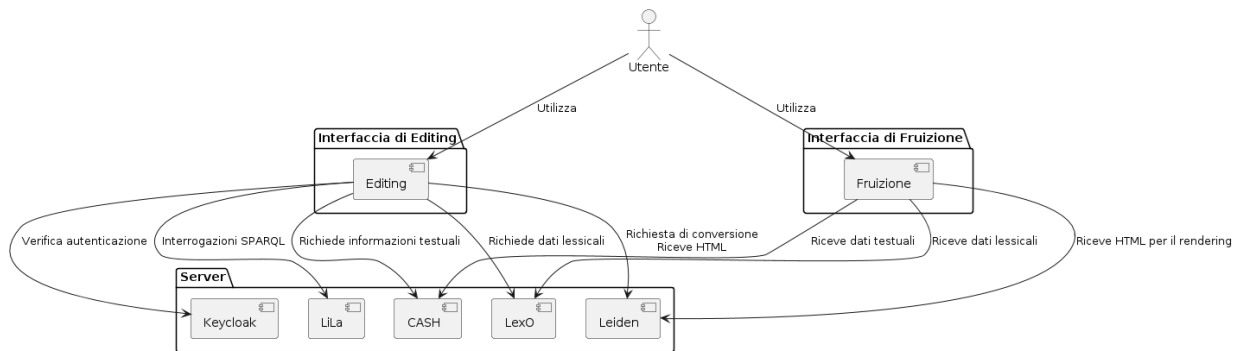 Utente
Utilizza
Utilizza
Interfaccia di Editing
Interfaccia di Fruizione
Editing
Fruizione
Verifica autenticazione
Interrogazioni SPARQL
Richiede informazioni testuali
Richiede dati lessicali
Richiesta di conversione
Riceve HTML
Riceve dati testuali
Riceve dati lessicali
Riceve HTML per il rendering
Server
Keycloak
LiLa
CASH
LexO
Leiden